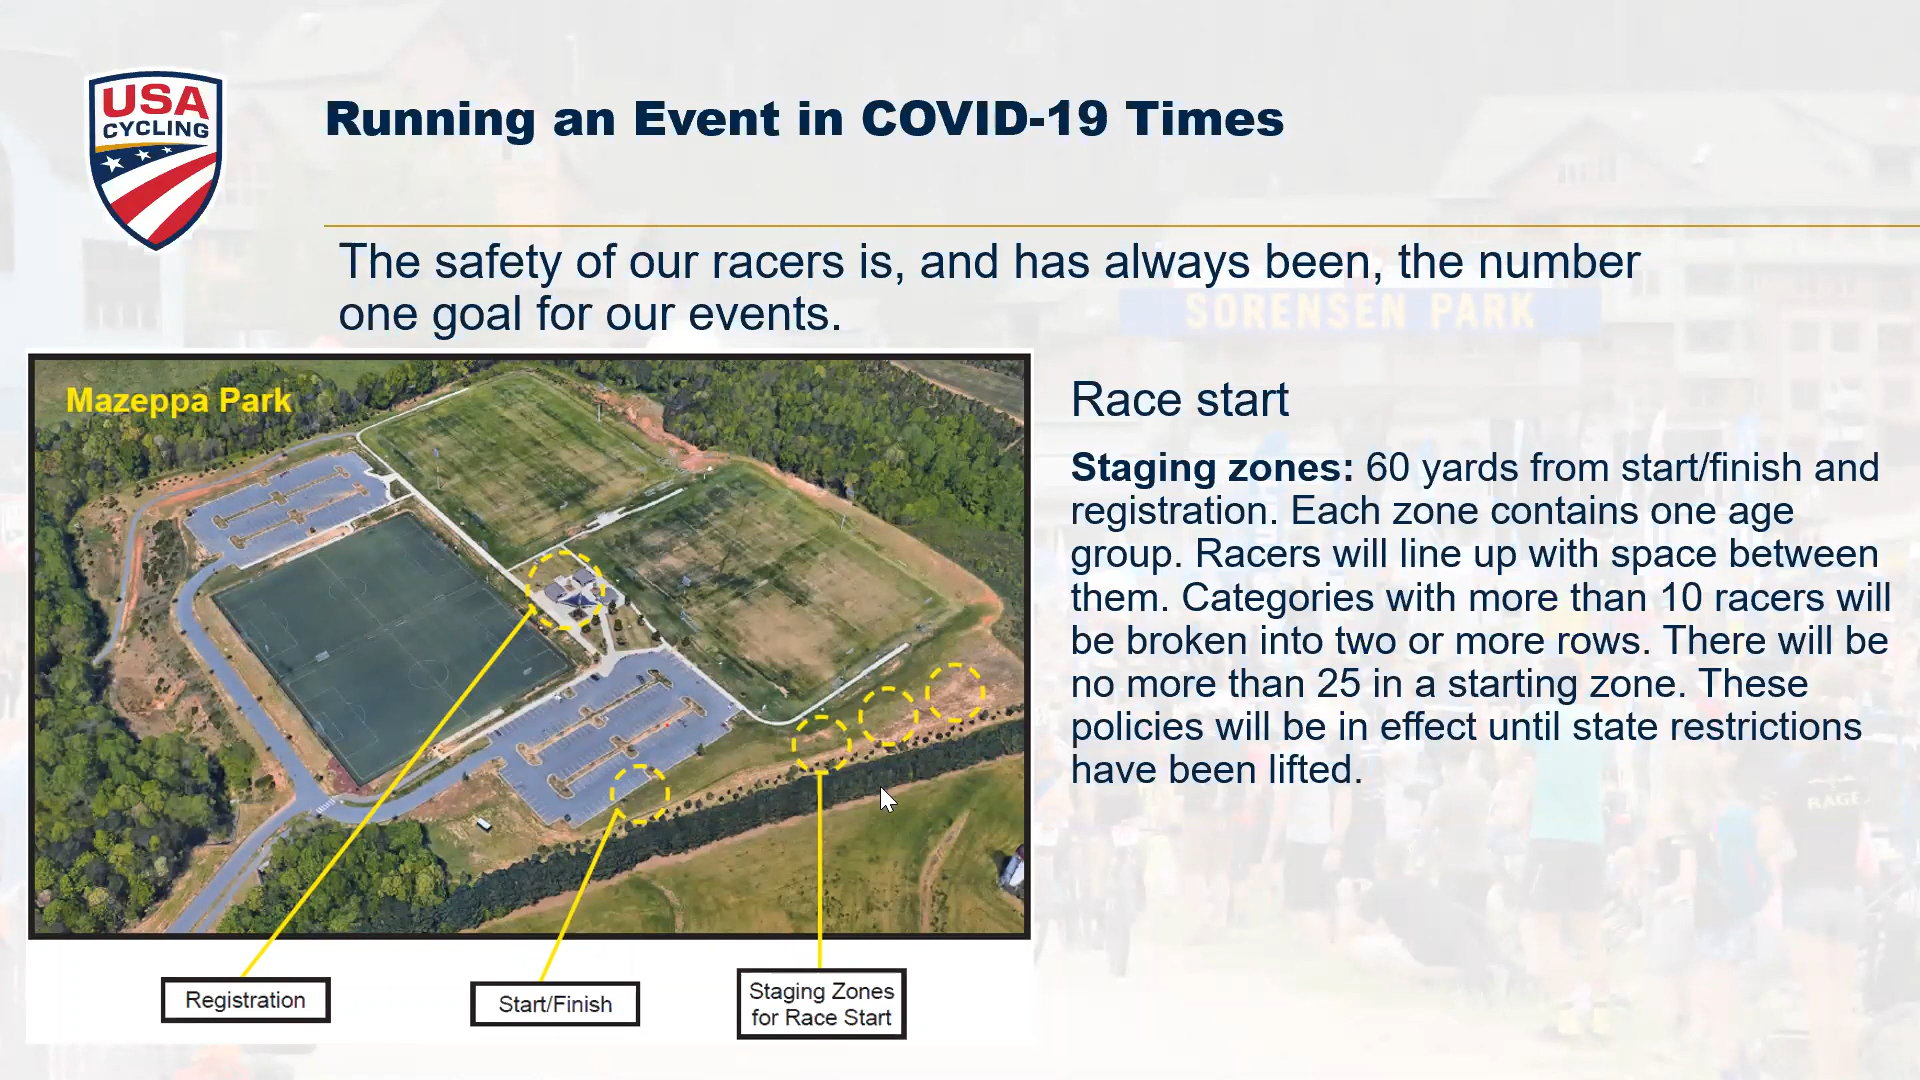 USA
CYCLING
Running an Event in COVID-19 Times
The safety of our racers is, and has always been, the number
one goal for our events.
SORENSEN PARK
Mazeppa Park
Race start
Staging zones: 60 yards from start/finish and
registration. Each zone contains one age
group. Racers will line up with space between
them. Categories with more than 10 racers will
be broken into two or more rows. There will be
no more than 25 in a starting zone. These
policies will be in effect until state restrictions
have been lifted.
RAGE
Registration
Start/Finish
Staging Zones
for Race Start